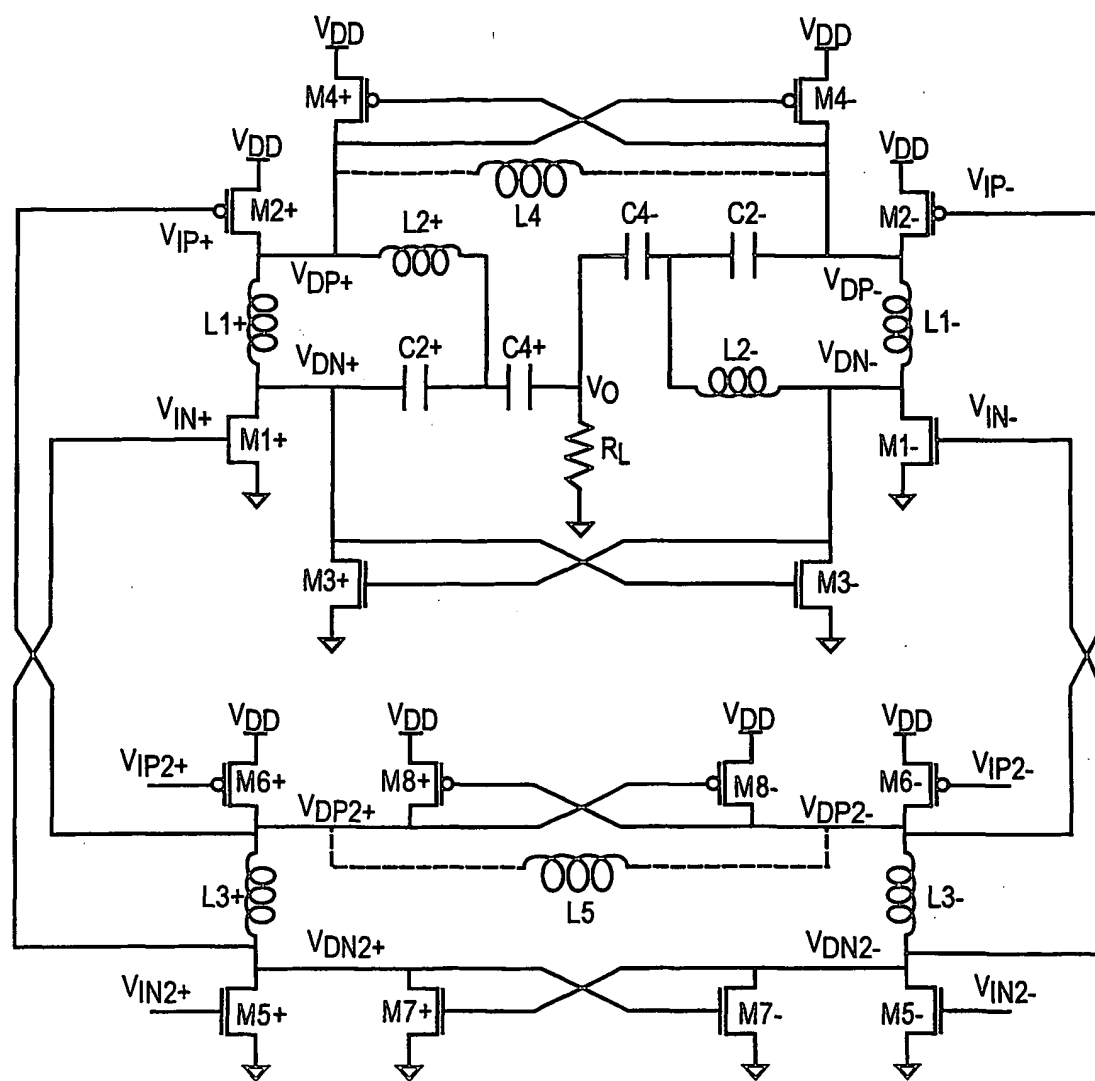 VDD VDD
M4+ M4-
VDD VDD
M2+ L4 M2-
VIP+ VIP-
L2+ C4- C2-
VDP+ VDP-
L1+ L1-
VDN+ C2+ C4+ L2- VDN-
VIN+ VO VIN-
M1+ RL M1-
M3+ M3-
VDD VDD VDD VDD
VIP2+ M6+ M8+ M8- M6- VIP2-
VDP2+ VDP2-
L3+ L5 L3-
VDN2+ VDN2-
VIN2+ VIN2-
M5+ M7+ M7- M5-